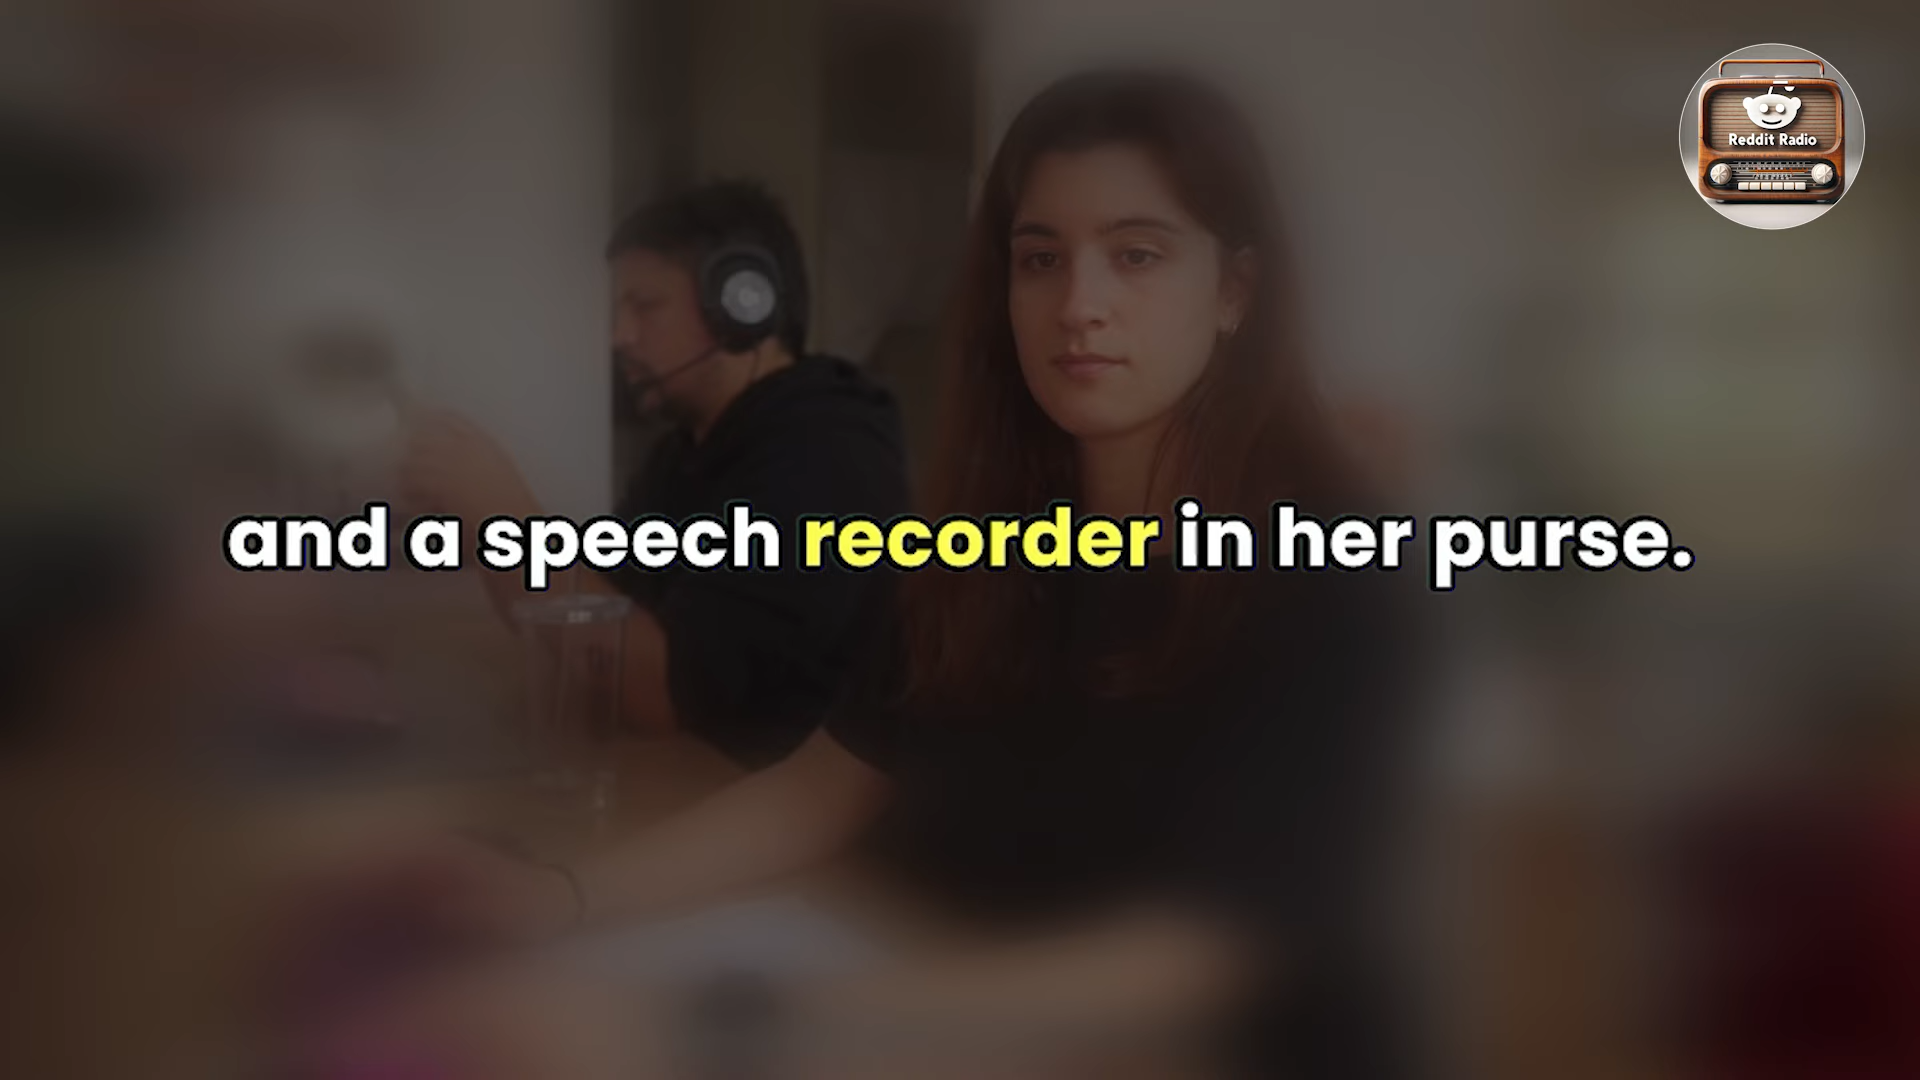 Reddit Radio
and a speech recorder in her purse.